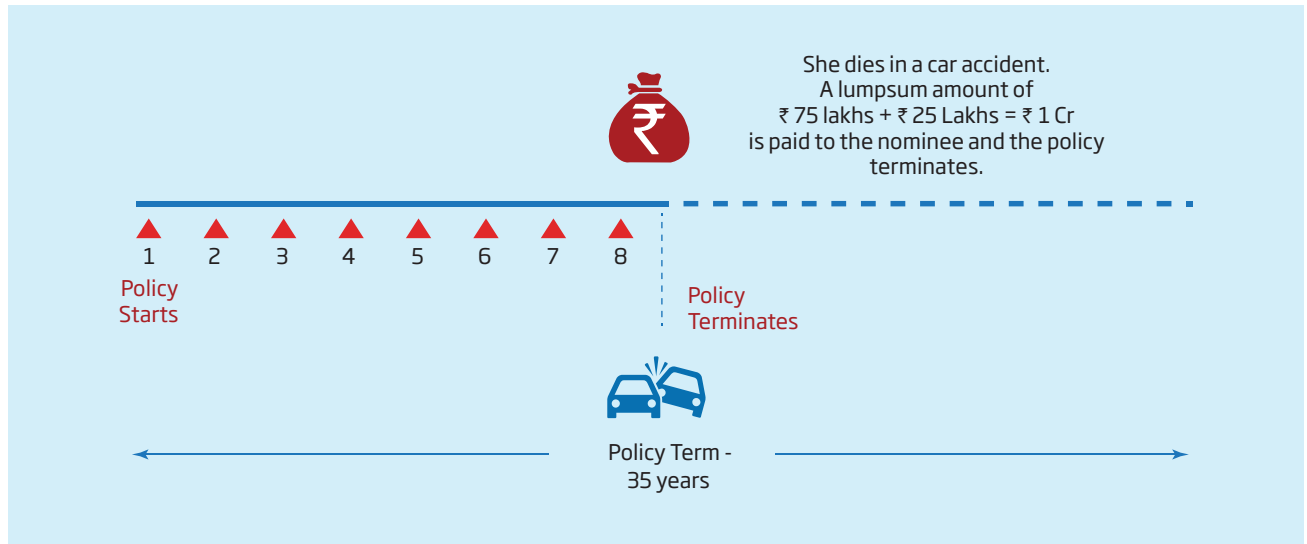 She dies in a car accident.
A lumpsum amount of
₹ 75 lakhs + ₹ 25 Lakhs = ₹ 1 Cr
is paid to the nominee and the policy
terminates.
₹
1 2 3 4 5 6 7 8
Policy
Starts
Policy
Terminates
Policy Term -
35 years